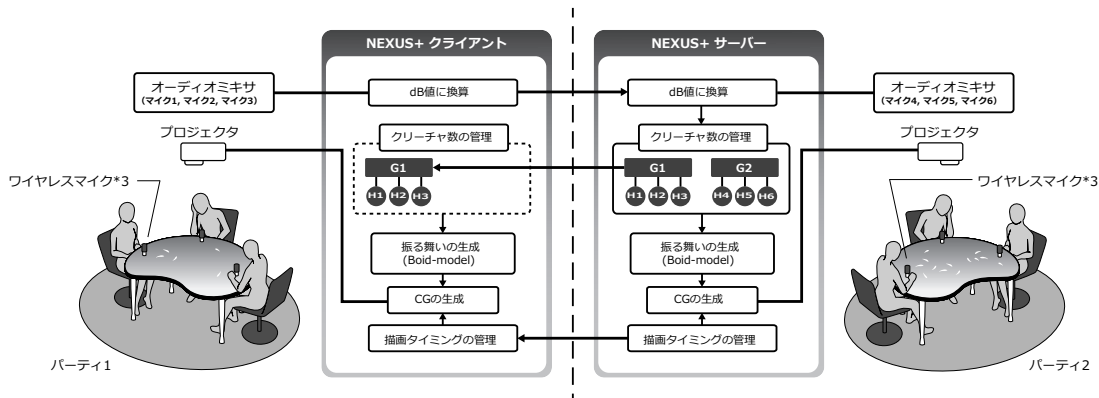 NEXUS+ クライアント
オーディオミキサ
(マイク1, マイク2, マイク3)
dB値に換算
プロジェクタ
クリーチャ数の管理
G1
H1 H2 H3
ワイヤレスマイク*3
振る舞いの生成
(Boid-model)
CGの生成
描画タイミングの管理
パーティ1
NEXUS+ サーバー
dB値に換算
オーディオミキサ
(マイク4, マイク5, マイク6)
クリーチャ数の管理
プロジェクタ
G1 G2
H1 H2 H3 H4 H5 H6
ワイヤレスマイク*3
振る舞いの生成
(Boid-model)
CGの生成
描画タイミングの管理
パーティ2